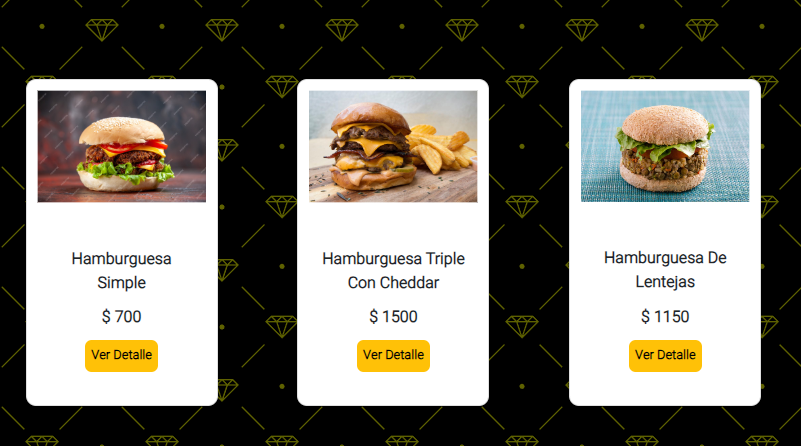 Hamburguesa
Simple
$ 700
Ver Detalle
Hamburguesa Triple
Con Cheddar
$ 1500
Ver Detalle
Hamburguesa De
Lentejas
$ 1150
Ver Detalle